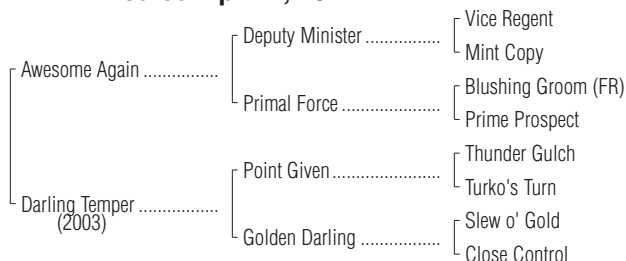 Vice Regent
Deputy Minister ................
Mint Copy
Awesome Again ...............
Blushing Groom (FR)
Primal Force ....................
Prime Prospect
Thunder Gulch
Point Given ......................
Turko's Turn
Darling Temper ................
(2003)
Slew o' Gold
Golden Darling .................
Close Control